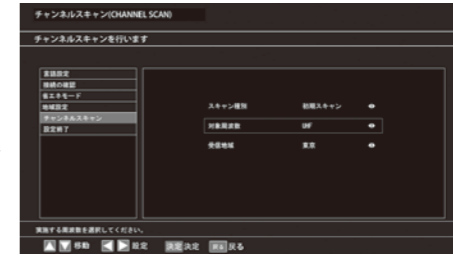 チャンネルスキャン(CHANNEL SCAN)
チャンネルスキャンを行います
言語設定
接続の確認
省エネモード
地域設定
チャンネルスキャン
設定終了
スキャン種別 初期スキャン
対象周波数 UHF
受信地域 東京
実施する周波数を選択してください。
移動 設定 決定 決定 戻る 戻る